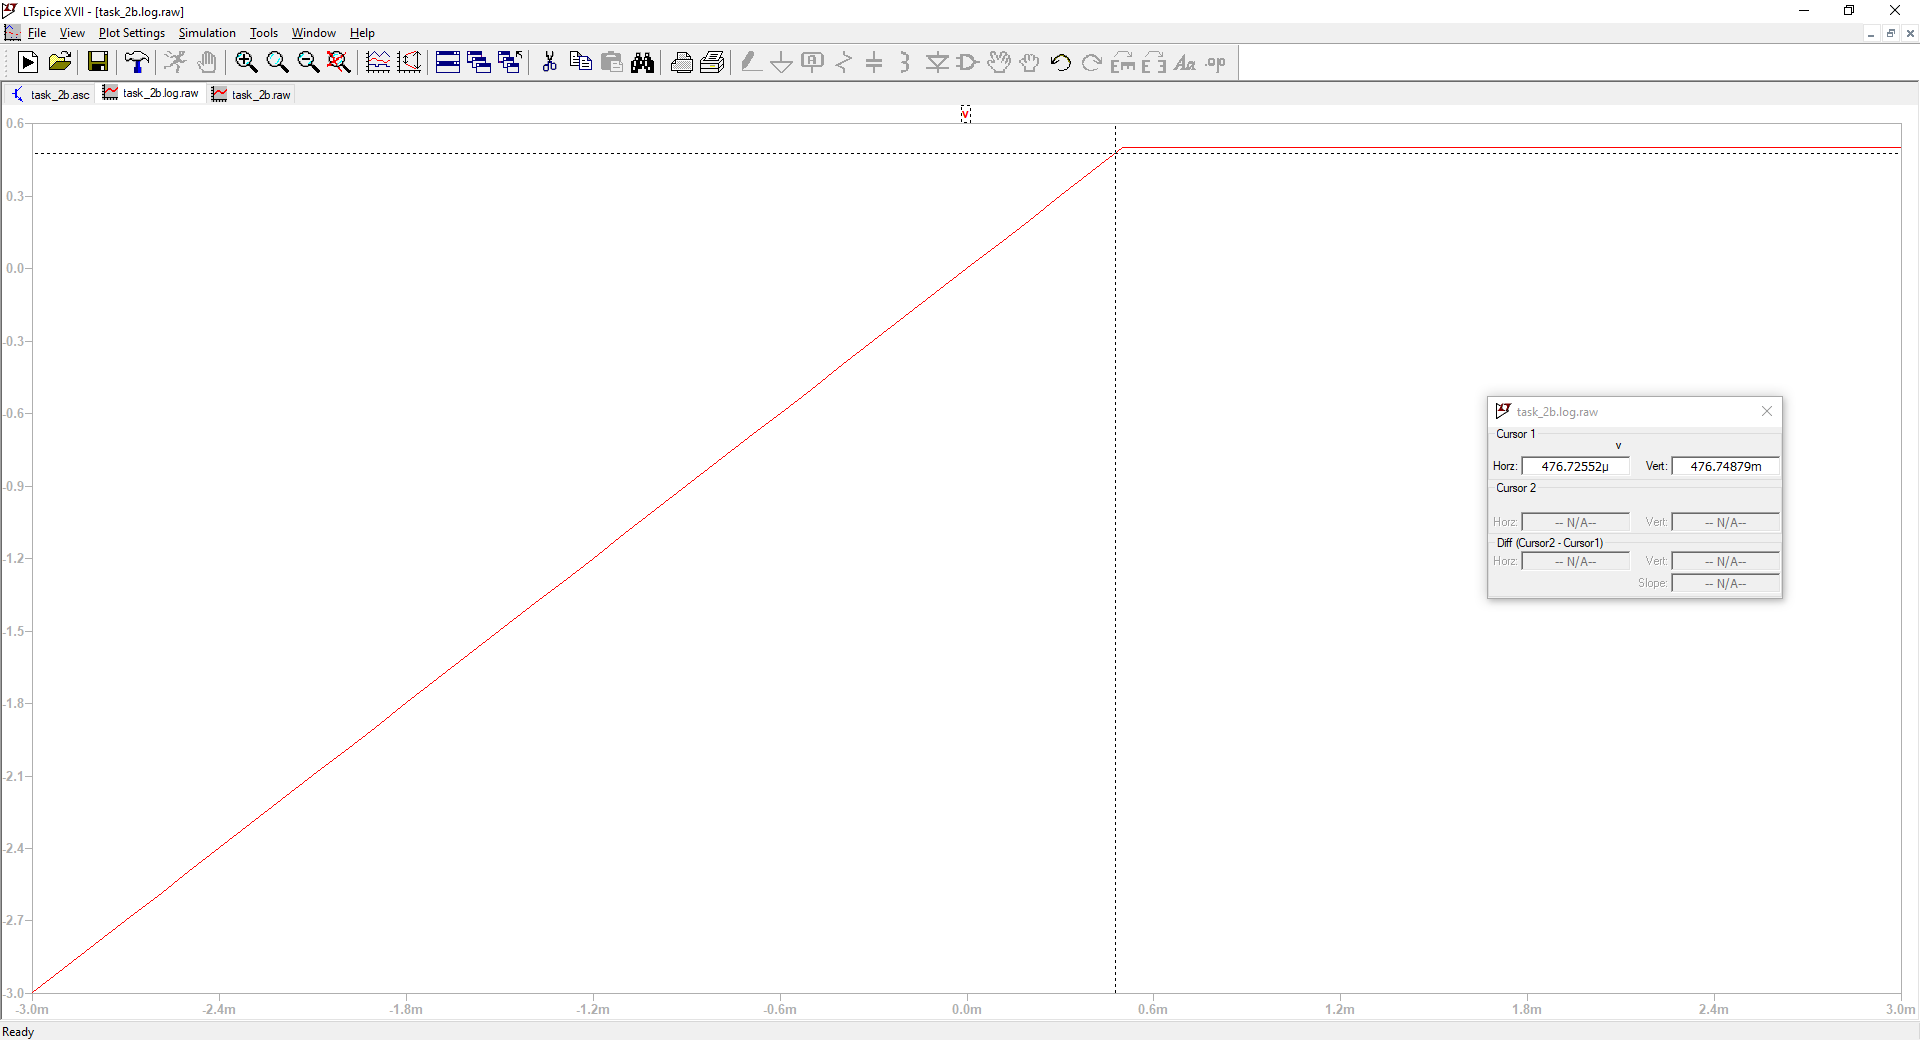 LTspice XVII - [task_2b.log.raw]
File View Plot Settings Simulation Tools Window Help
Aa .op
task_2b.asc task_2b.log.raw task_2b.raw
v
0.6
0.3
0.0
-0.3
-0.6
-0.9
-1.2
-1.5
-1.8
-2.1
-2.4
-2.7
-3.0
-3.0m -2.4m -1.8m -1.2m -0.6m 0.0m 0.6m 1.2m 1.8m 2.4m 3.0m
task_2b.log.raw
Cursor 1
v
Horz: 476.72552µ Vert: 476.74879m
Cursor 2
Horz: -- N/A-- Vert: -- N/A--
Diff (Cursor2 - Cursor1)
Horz: -- N/A-- Vert: -- N/A--
Slope: -- N/A--
Ready